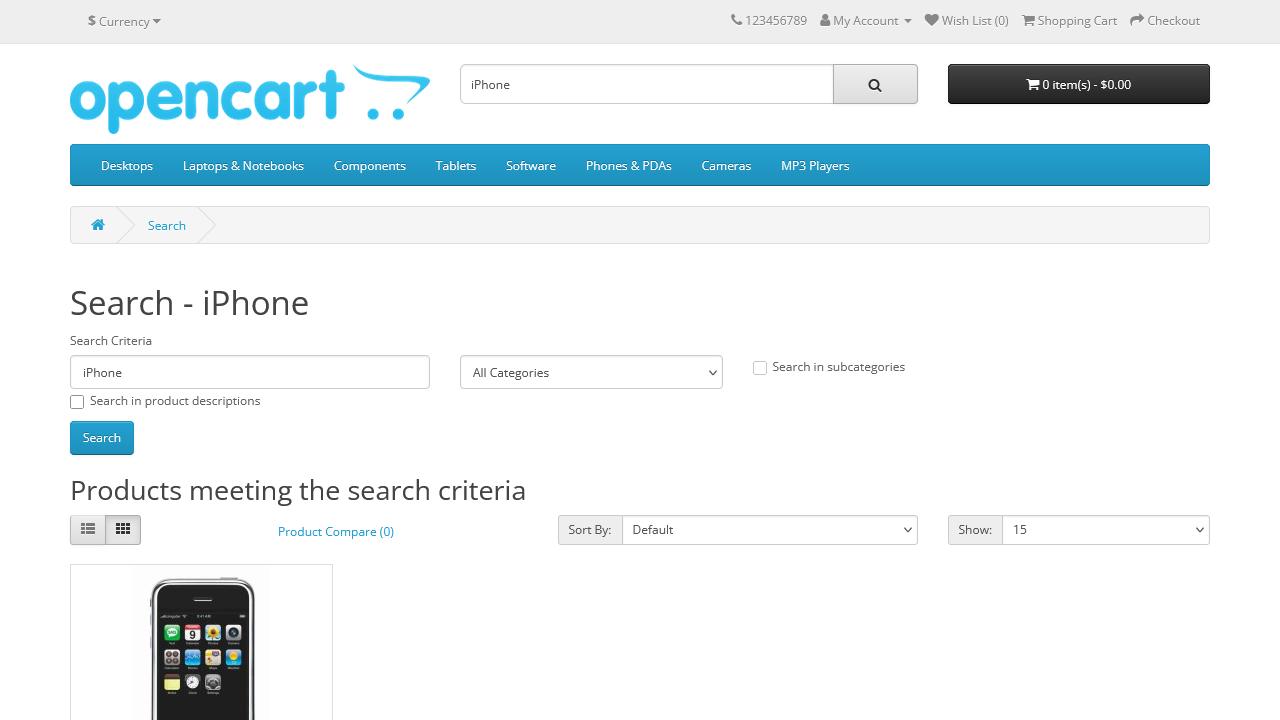 $ Currency
123456789
My Account
Wish List (0)
Shopping Cart
Checkout
opencart
iPhone
0 item(s) - $0.00
Desktops
Laptops & Notebooks
Components
Tablets
Software
Phones & PDAs
Cameras
MP3 Players
Search
Search - iPhone
Search Criteria
iPhone
All Categories
Search in subcategories
Search in product descriptions
Search
Products meeting the search criteria
Product Compare (0)
Sort By:
Default
Show:
15
9